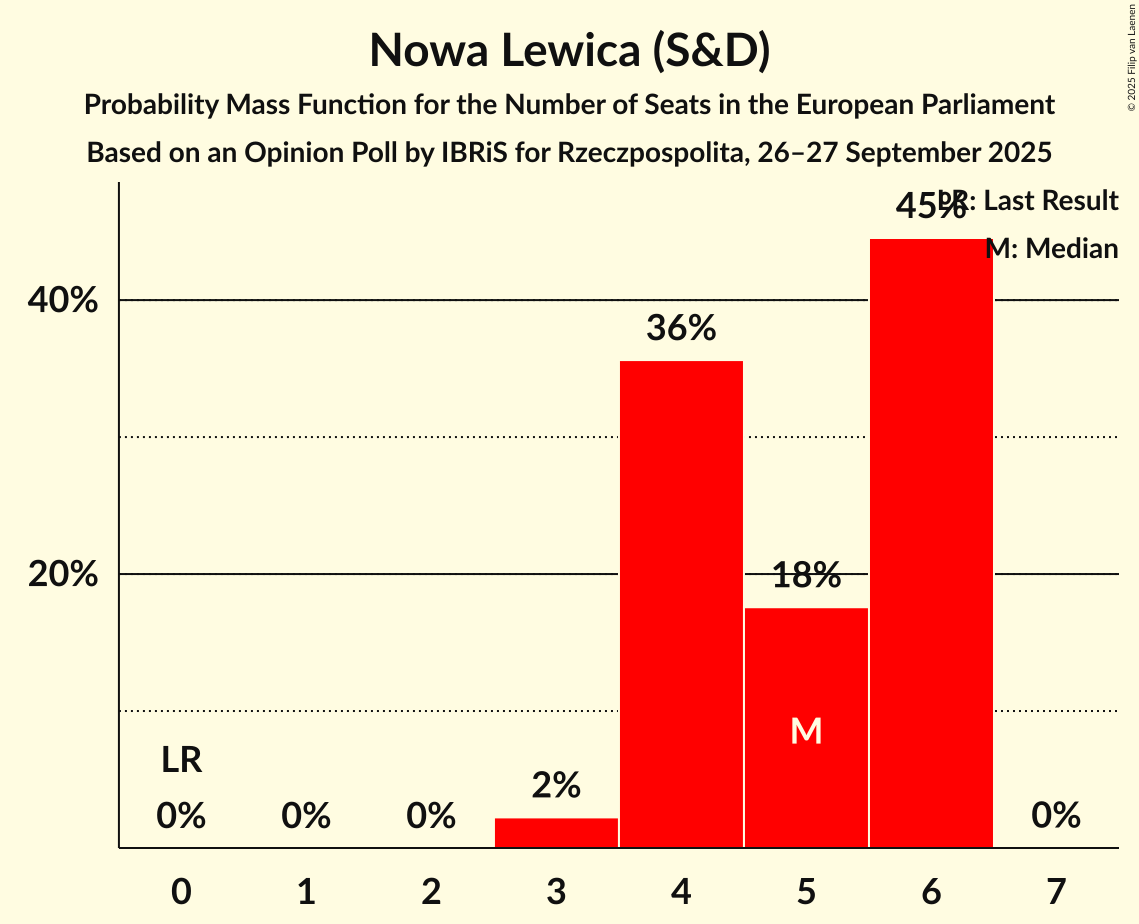 Nowa Lewica (S&D)
Probability Mass Function for the Number of Seats in the European Parliament
Based on an Opinion Poll by IBRiS for Rzeczpospolita, 26–27 September 2025
© 2025 Filip van Laenen
LR: Last Result
M: Median
45%
40%
36%
20%
18%
M
LR
2%
0%
0%
0%
0%
0
1
2
3
4
5
6
7